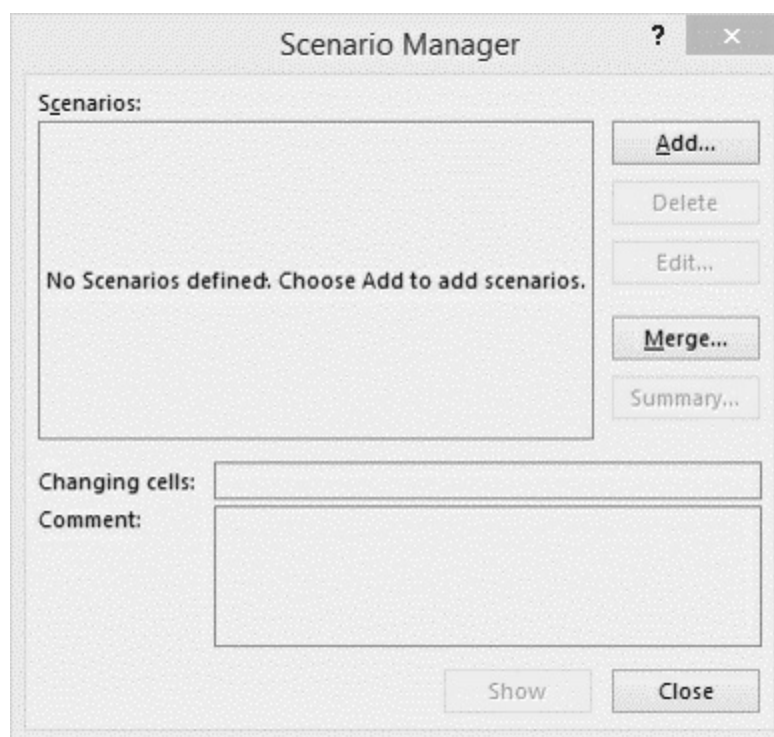 Scenario Manager
?
Scenarios:
Add...
Delete
Edit...
No Scenarios defined. Choose Add to add scenarios.
Merge...
Summary...
Changing cells:
Comment:
Show
Close